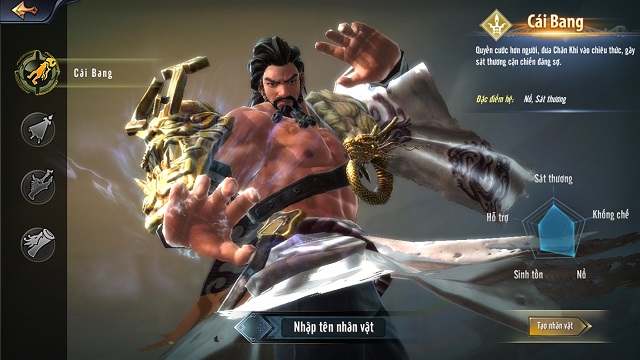 Cái Bang
Cái Bang
Quyền cước hơn người, đưa Chân Khí vào chiêu thức, gây
sát thương cận chiến đáng sợ.
Đặc điểm hệ: Nổ, Sát thương
Sát thương
Hỗ trợ
Khống chế
Sinh tồn
Nổ
Nhập tên nhân vật
Tạo nhân vật